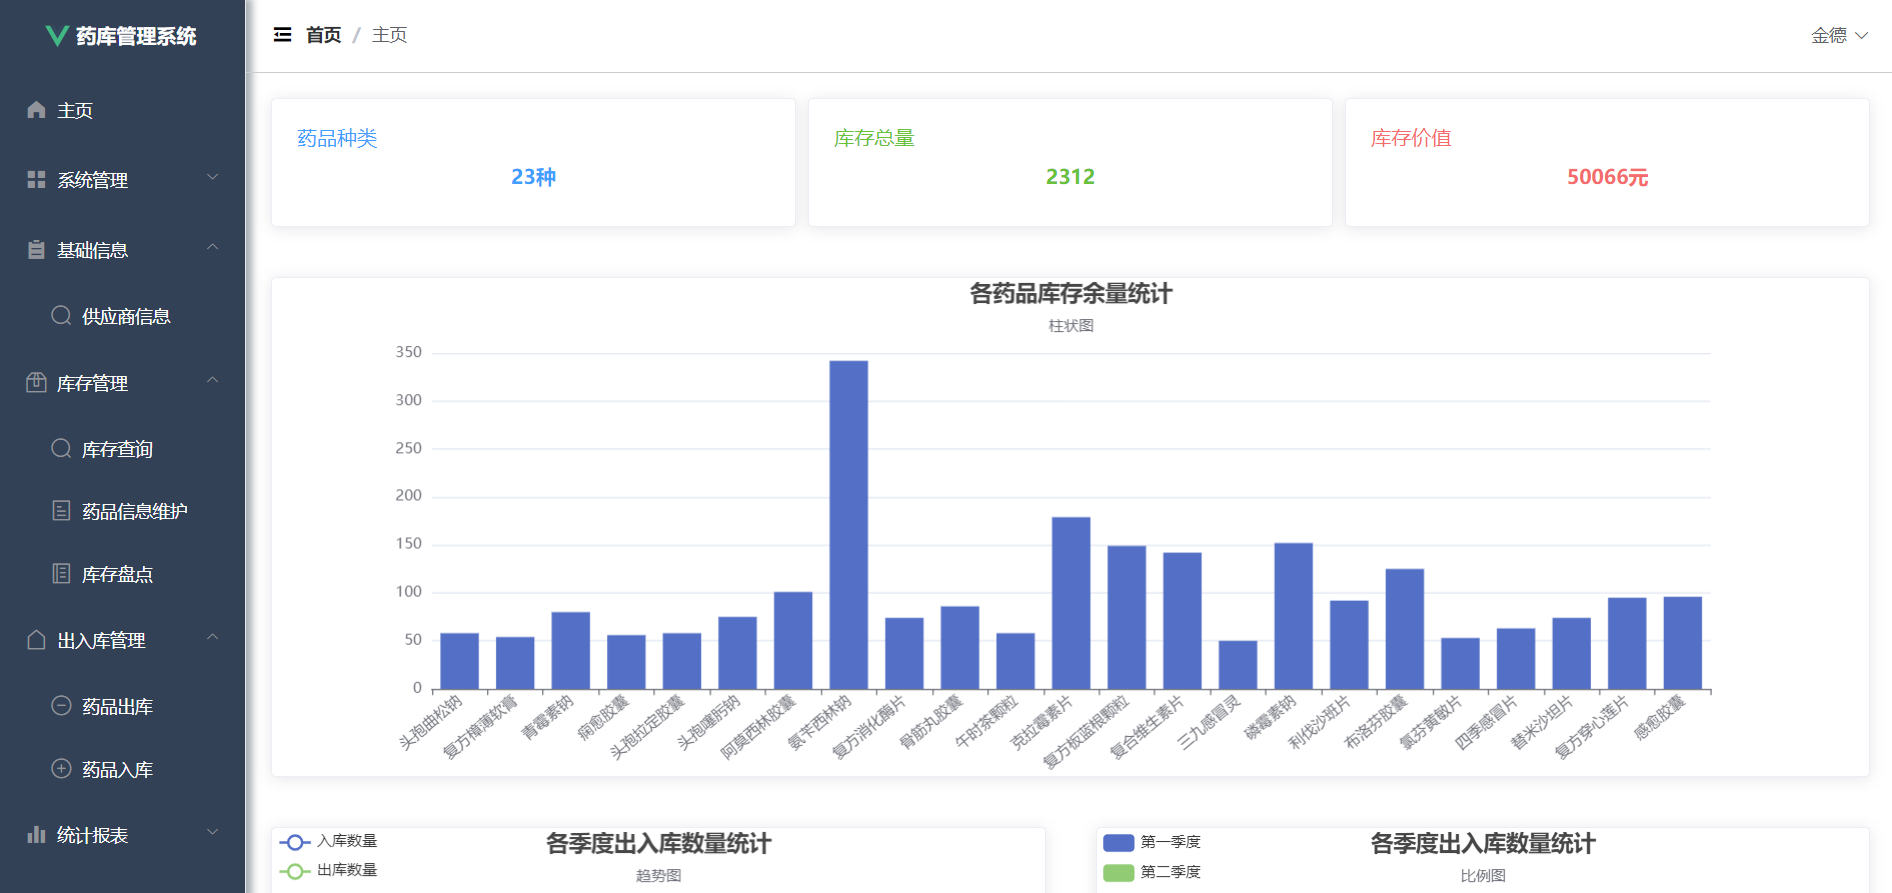 药库管理系统
主页
系统管理
基础信息
供应商信息
库存管理
库存查询
药品信息维护
库存盘点
出入库管理
药品出库
药品入库
统计报表
首页 / 主页
金德
药品种类
23种
库存总量
2312
库存价值
50066元
各药品库存余量统计
柱状图
350
300
250
200
150
100
50
0
头孢曲松钠
复方樟薄软膏
青霉素钠
痫愈胶囊
头孢拉定胶囊
头孢噻肟钠
阿莫西林胶囊
氨苄西林钠
复方消化酶片
骨筋丸胶囊
午时茶颗粒
克拉霉素片
复方板蓝根颗粒
复合维生素片
三九感冒灵
磷霉素钠
利伐沙班片
布洛芬胶囊
氯芬黄敏片
四季感冒片
替米沙坦片
复方穿心莲片
感愈胶囊
入库数量
出库数量
各季度出入库数量统计
趋势图
第一季度
第二季度
各季度出入库数量统计
比例图